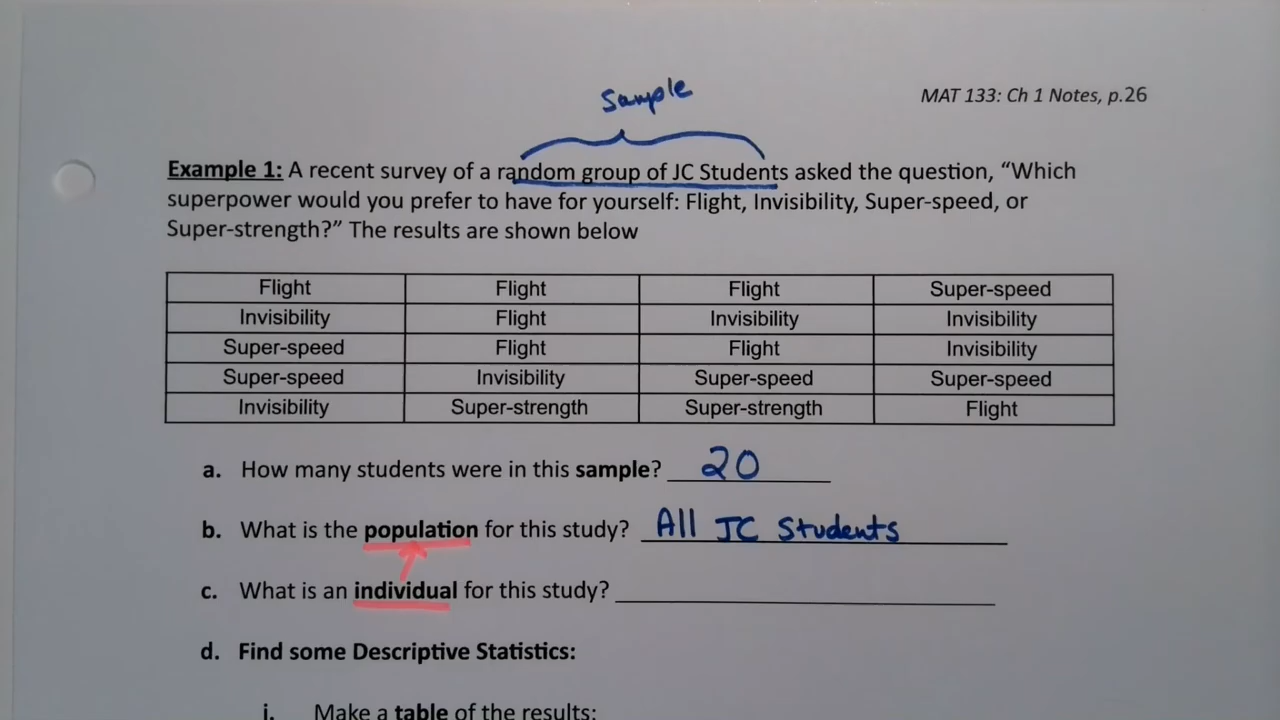 Sample
MAT 133: Ch 1 Notes, p.26
Example 1: A recent survey of a random group of JC Students asked the question, “Which
superpower would you prefer to have for yourself: Flight, Invisibility, Super-speed, or
Super-strength?” The results are shown below
Flight Flight Flight Super-speed
Invisibility Flight Invisibility Invisibility
Super-speed Flight Flight Invisibility
Super-speed Invisibility Super-speed Super-speed
Invisibility Super-strength Super-strength Flight
a. How many students were in this sample? 20
b. What is the population for this study? All JC Students
c. What is an individual for this study?
d. Find some Descriptive Statistics:
i. Make a table of the results: